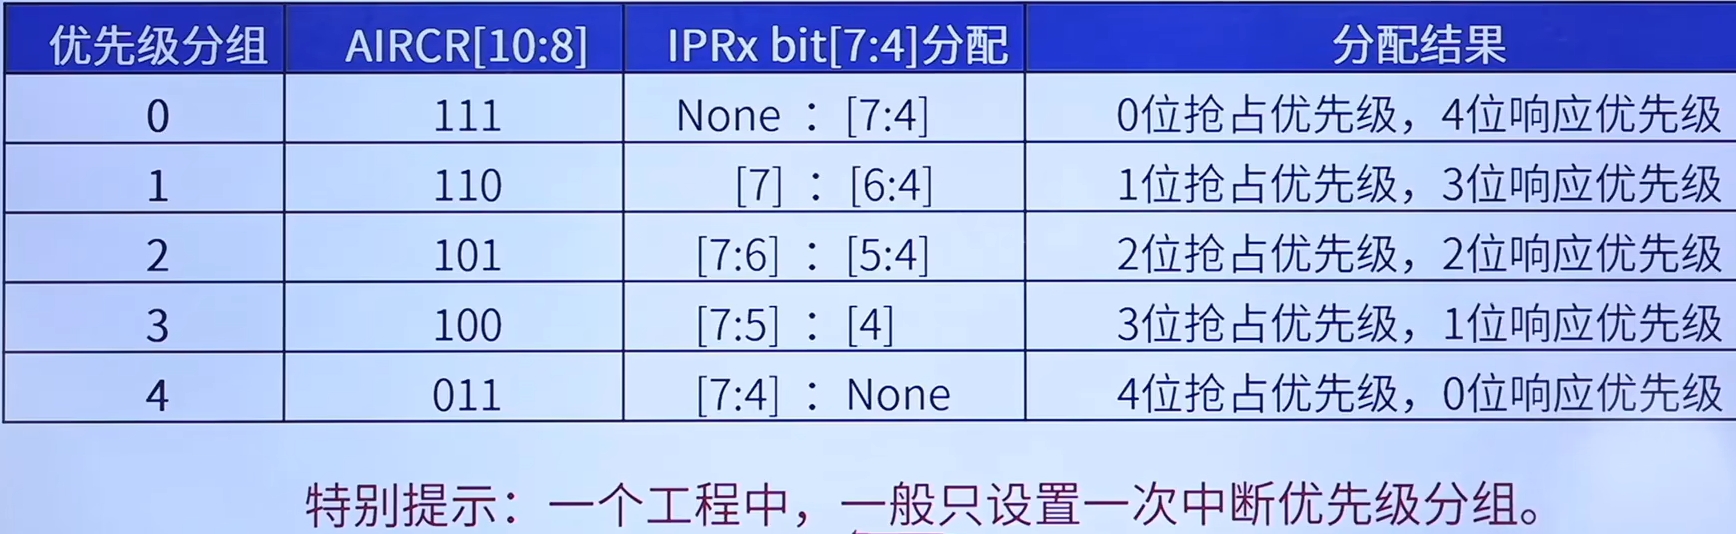 优先级分组 AIRCR[10:8] IPRx bit[7:4]分配 分配结果
0 111 None : [7:4] 0位抢占优先级，4位响应优先级
1 110 [7] : [6:4] 1位抢占优先级，3位响应优先级
2 101 [7:6] : [5:4] 2位抢占优先级，2位响应优先级
3 100 [7:5] : [4] 3位抢占优先级，1位响应优先级
4 011 [7:4] : None 4位抢占优先级，0位响应优先级
特别提示：一个工程中，一般只设置一次中断优先级分组。